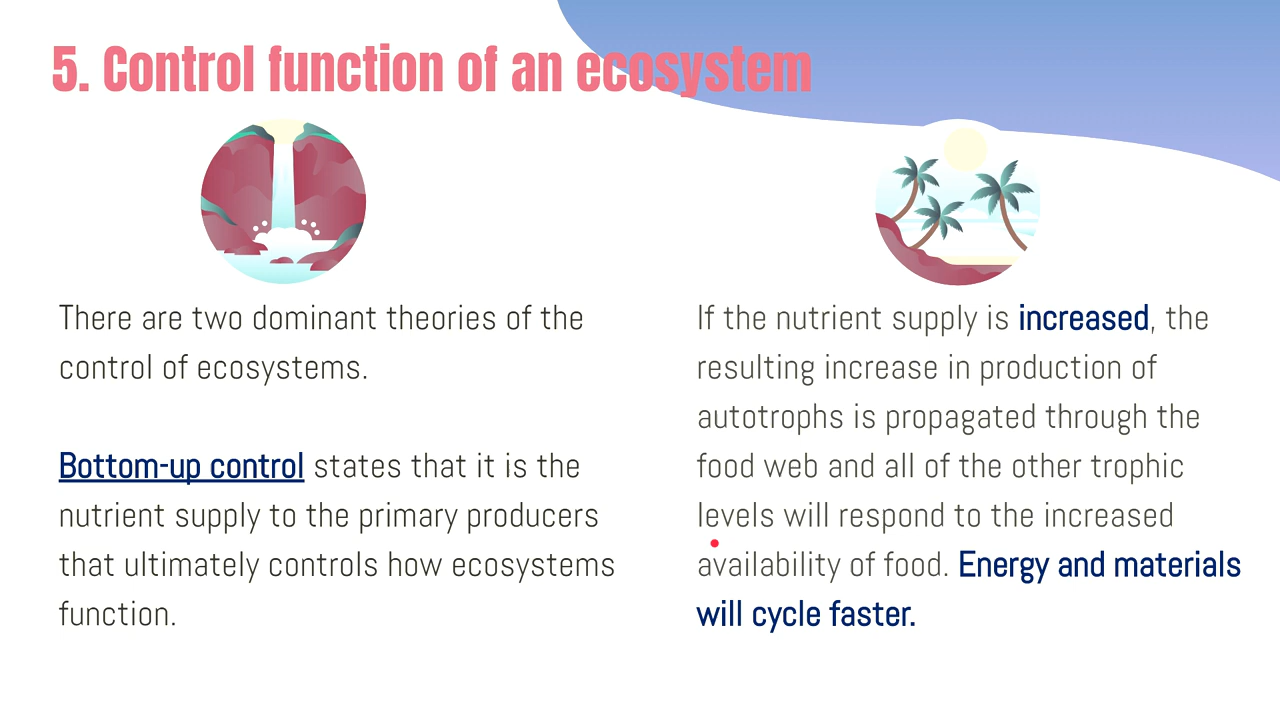 5. Control function of an ecosystem
There are two dominant theories of the
control of ecosystems.
Bottom-up control states that it is the
nutrient supply to the primary producers
that ultimately controls how ecosystems
function.
If the nutrient supply is increased, the
resulting increase in production of
autotrophs is propagated through the
food web and all of the other trophic
levels will respond to the increased
availability of food. Energy and materials
will cycle faster.